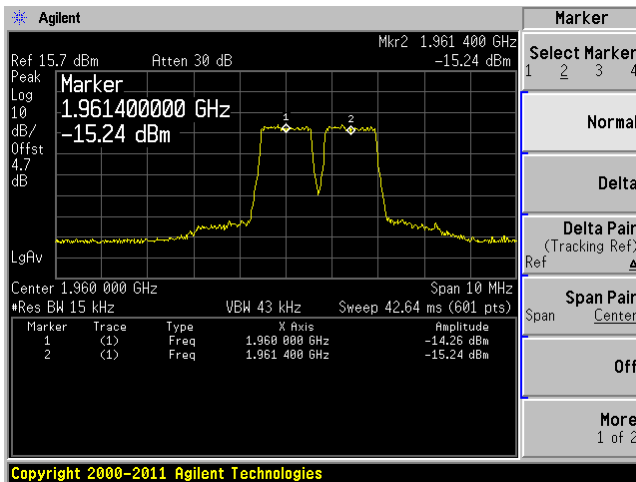 Agilent
Marker
Mkr2 1.961 400 GHz
Ref 15.7 dBm Atten 30 dB -15.24 dBm
Peak
Log
10
dB/
Offst
4.7
dB
LgAv
Marker
1.961400000 GHz
-15.24 dBm
1 2
Center 1.960 000 GHz Span 10 MHz
#Res BW 15 kHz VBW 43 kHz Sweep 42.64 ms (601 pts)
Marker Trace Type X Axis Amplitude
1 (1) Freq 1.960 000 GHz -14.26 dBm
2 (1) Freq 1.961 400 GHz -15.24 dBm
Select Marker
1 2 3 4
Normal
Delta
Delta Pair
(Tracking Ref)
Ref Δ
Span Pair
Span Center
Off
More
1 of 2
Copyright 2000-2011 Agilent Technologies